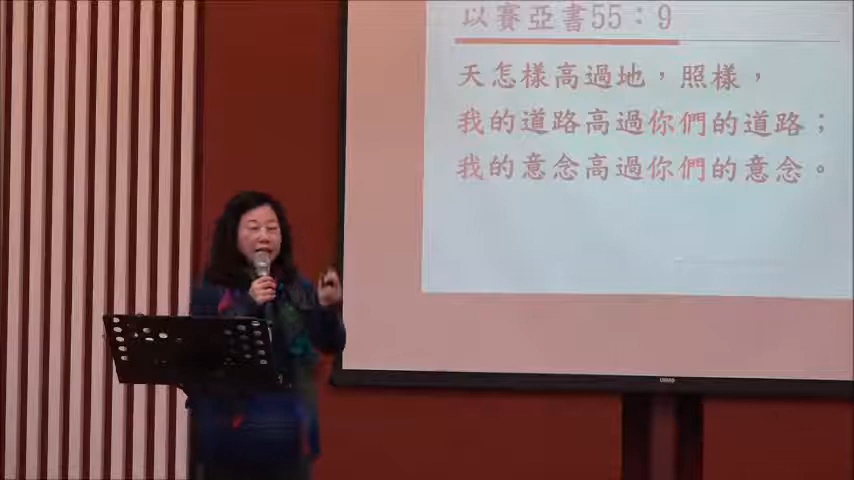 以賽亞書55：9
天怎樣高過地，照樣，
我的道路高過你們的道路；
我的意念高過你們的意念。